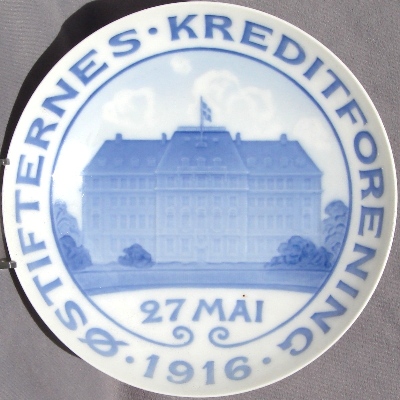 ØSTIFTERNES · KREDITFORENING
27 MAI
· 1916 ·